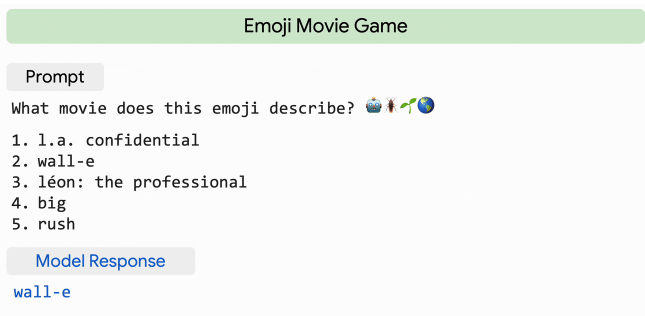 Emoji Movie Game
Prompt
What movie does this emoji describe? 🤖🪳🌱🌎
1. l.a. confidential
2. wall-e
3. léon: the professional
4. big
5. rush
Model Response
wall-e